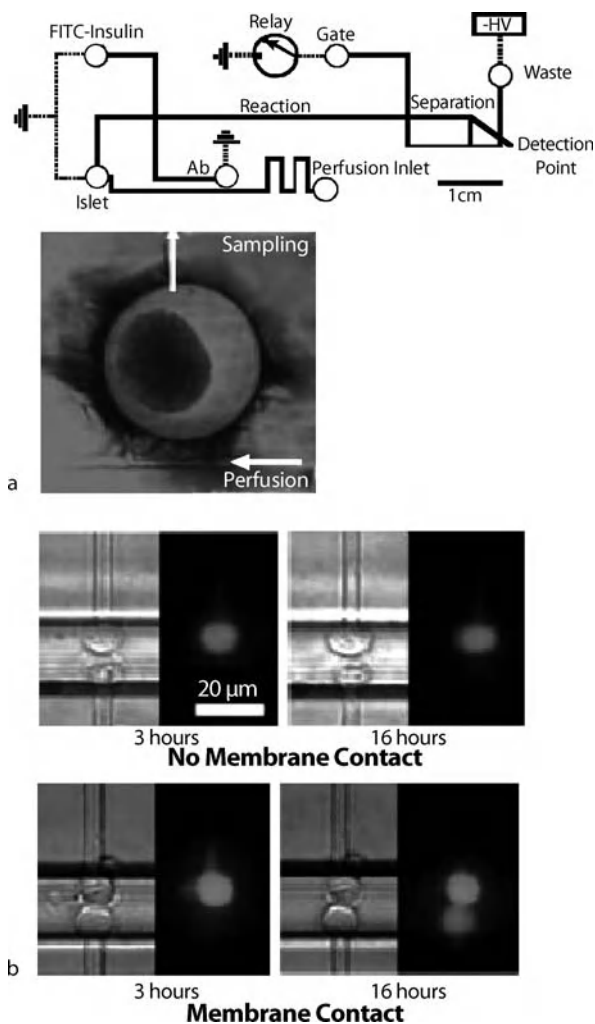 Relay
-HV
FITC-Insulin
Gate
Waste
Reaction
Separation
Detection
Point
Ab
Perfusion Inlet
Islet
1cm
Sampling
Perfusion
a
20 µm
3 hours
16 hours
No Membrane Contact
b
3 hours
16 hours
Membrane Contact